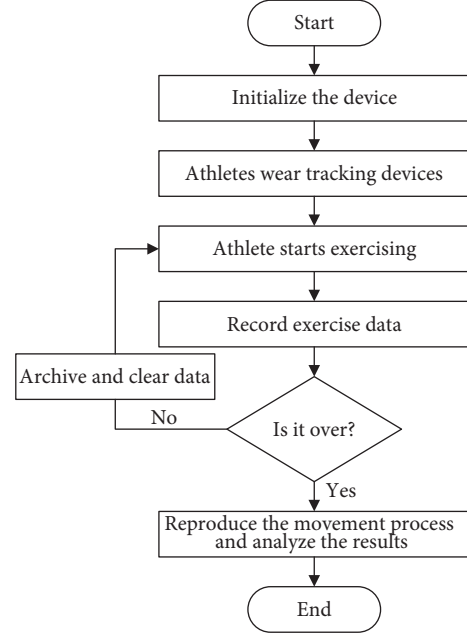 Start
Initialize the device
Athletes wear tracking devices
Athlete starts exercising
Record exercise data
Archive and clear data
No
Is it over?
Yes
Reproduce the movement process
and analyze the results
End